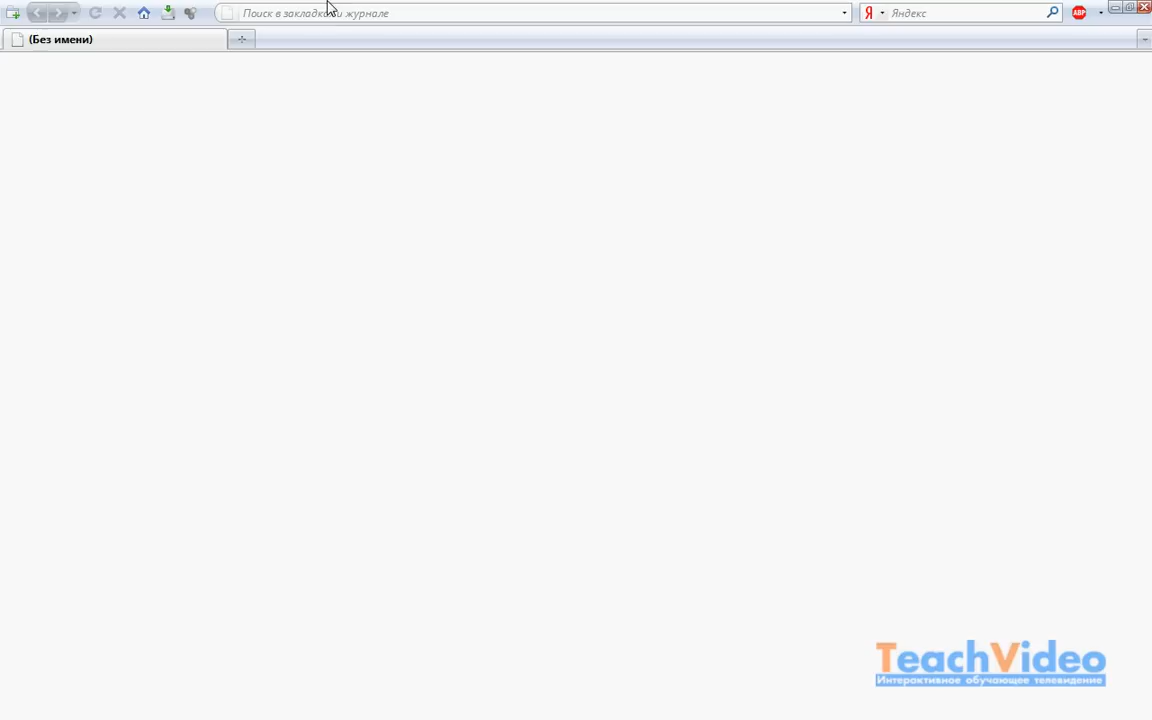 Поиск в закладках и журнале
Яндекс
ABP
(Без имени)
TeachVideo
Интерактивное обучающее телевидение